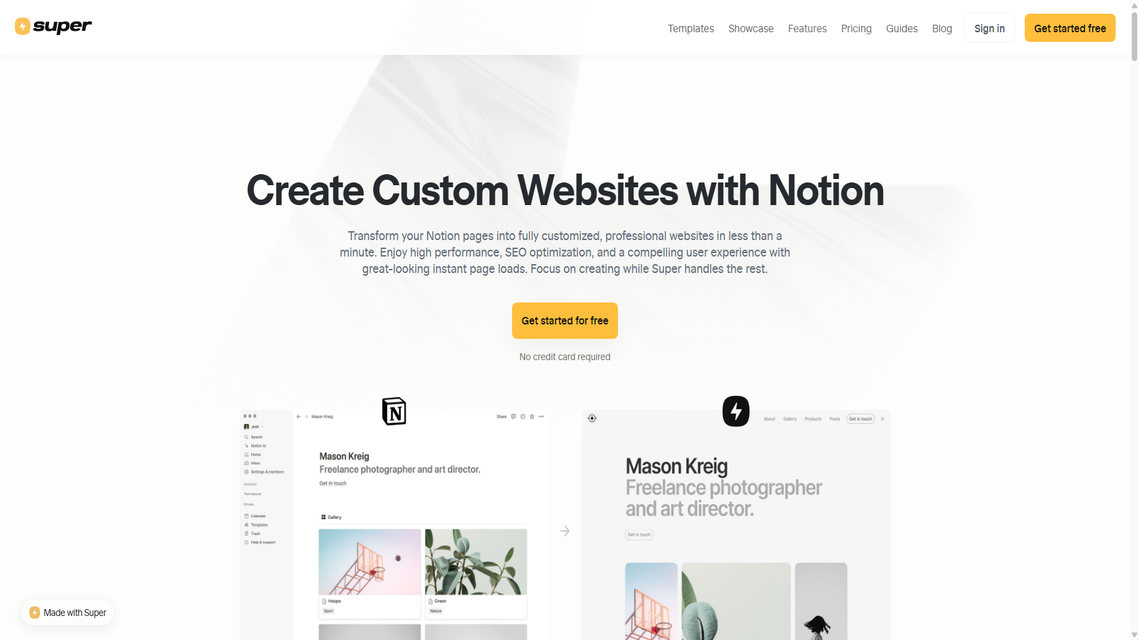 super
Templates
Showcase
Features
Pricing
Guides
Blog
Sign in
Get started free
Create Custom Websites with Notion
Transform your Notion pages into fully customized, professional websites in less than a
minute. Enjoy high performance, SEO optimization, and a compelling user experience with
great-looking instant page loads. Focus on creating while Super handles the rest.
Get started for free
No credit card required
N
Mason Kreig
Share
Josh
Search
Notion AI
Home
Inbox
Settings & members
Favorites
Teamspaces
Private
Calendar
Templates
Trash
Help & support
Mason Kreig
Freelance photographer and art director.
Get in touch
Gallery
Hoops
Sport
Green
Nature
About
Gallery
Products
Posts
Get in touch
Mason Kreig
Freelance photographer
and art director.
Get in touch
Made with Super